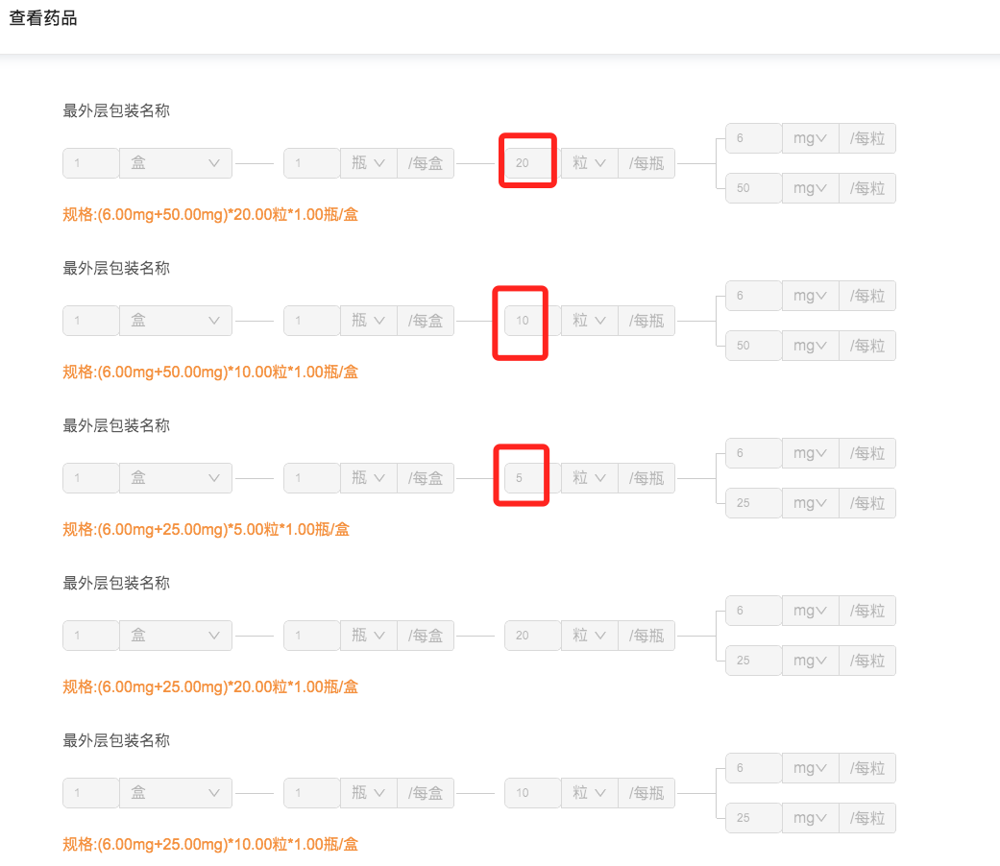 查看药品
最外层包装名称
6 mg /每粒
1 盒 1 瓶 /每盒 20 粒 /每瓶
50 mg /每粒
规格:(6.00mg+50.00mg)*20.00粒*1.00瓶/盒
最外层包装名称
6 mg /每粒
1 盒 1 瓶 /每盒 10 粒 /每瓶
50 mg /每粒
规格:(6.00mg+50.00mg)*10.00粒*1.00瓶/盒
最外层包装名称
6 mg /每粒
1 盒 1 瓶 /每盒 5 粒 /每瓶
25 mg /每粒
规格:(6.00mg+25.00mg)*5.00粒*1.00瓶/盒
最外层包装名称
6 mg /每粒
1 盒 1 瓶 /每盒 20 粒 /每瓶
25 mg /每粒
规格:(6.00mg+25.00mg)*20.00粒*1.00瓶/盒
最外层包装名称
6 mg /每粒
1 盒 1 瓶 /每盒 10 粒 /每瓶
25 mg /每粒
规格:(6.00mg+25.00mg)*10.00粒*1.00瓶/盒